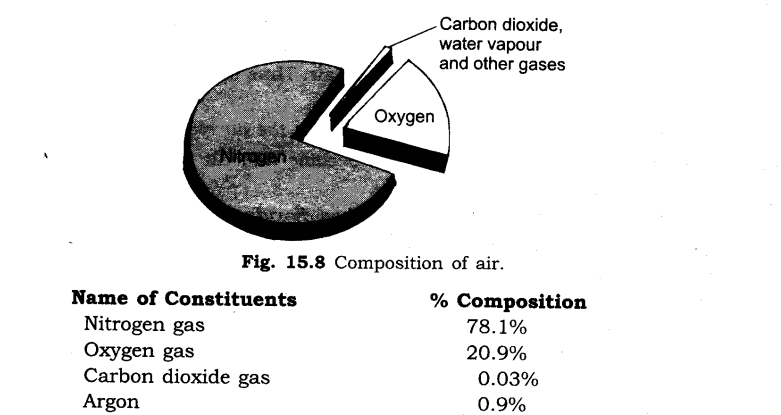 Carbon dioxide,
water vapour
and other gases
Oxygen
Nitrogen
Fig. 15.8 Composition of air.
Name of Constituents % Composition
Nitrogen gas 78.1%
Oxygen gas 20.9%
Carbon dioxide gas 0.03%
Argon 0.9%